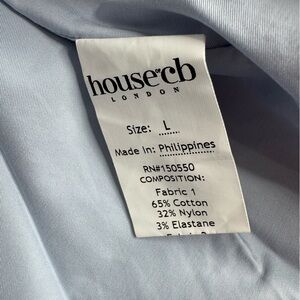 house of cb
LONDON
Size: L
Made In: Philippines
RN#150550
COMPOSITION:
Fabric 1
65% Cotton
32% Nylon
3% Elastane